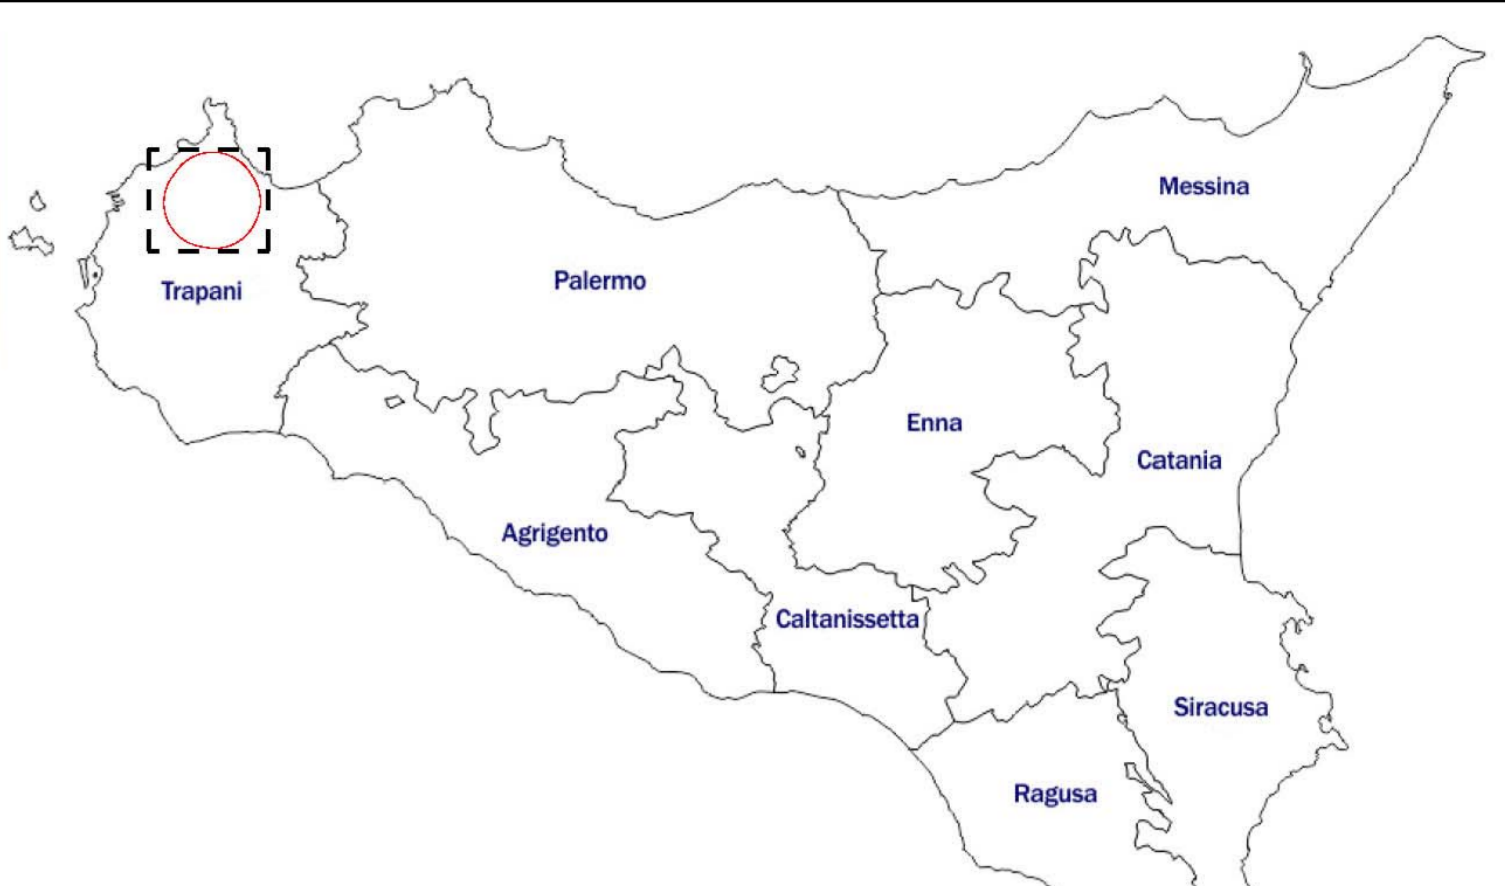 Messina
Palermo
Trapani
Enna
Catania
Agrigento
Caltanissetta
Siracusa
Ragusa